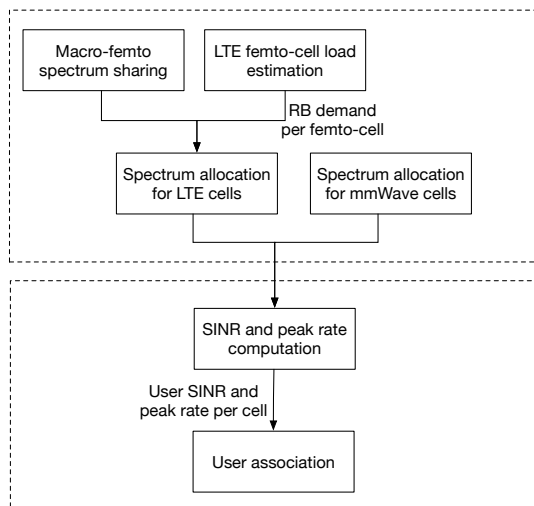 Macro-femto
spectrum sharing
LTE femto-cell load
estimation
RB demand
per femto-cell
Spectrum allocation
for LTE cells
Spectrum allocation
for mmWave cells
SINR and peak rate
computation
User SINR and
peak rate per cell
User association